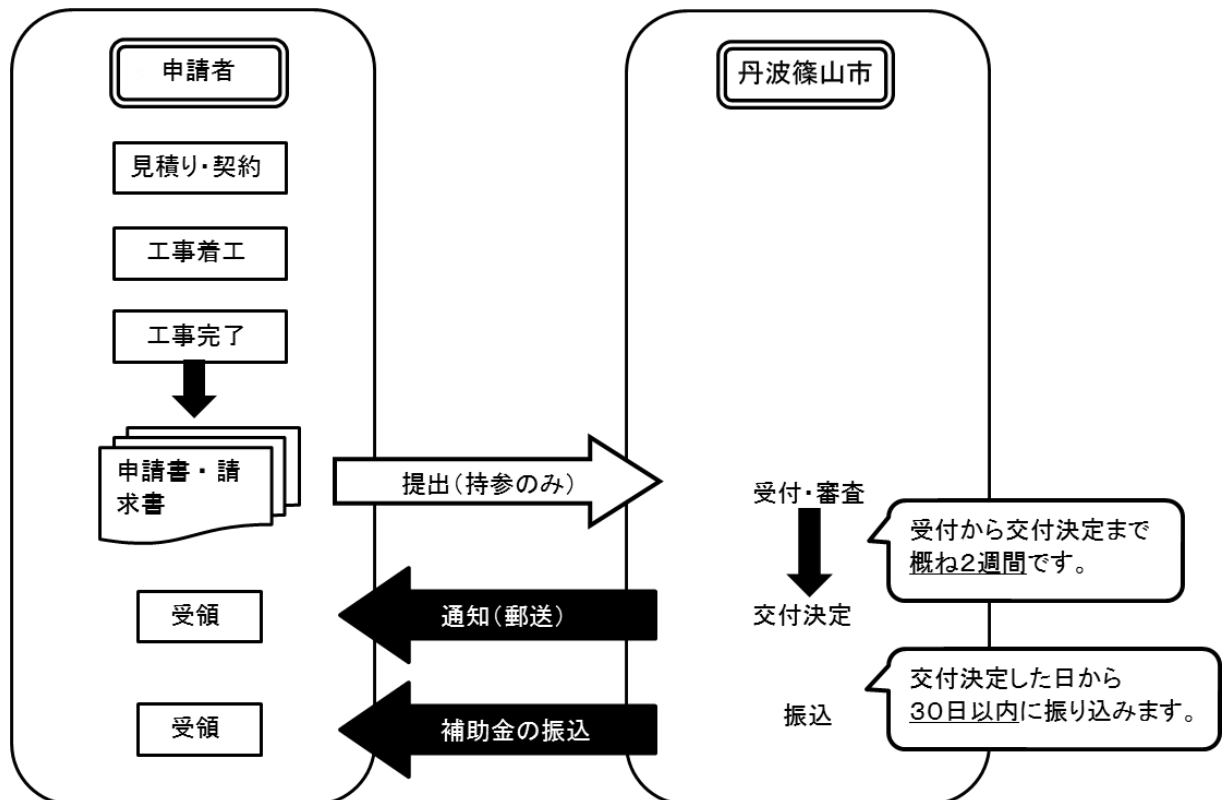 申請者
丹波篠山市
見積り・契約
工事着工
工事完了
申請書・請
求書
提出(持参のみ)
受付・審査
受付から交付決定まで
概ね２週間です。
受領
通知(郵送)
交付決定
受領
補助金の振込
振込
交付決定した日から
30日以内に振り込みます。